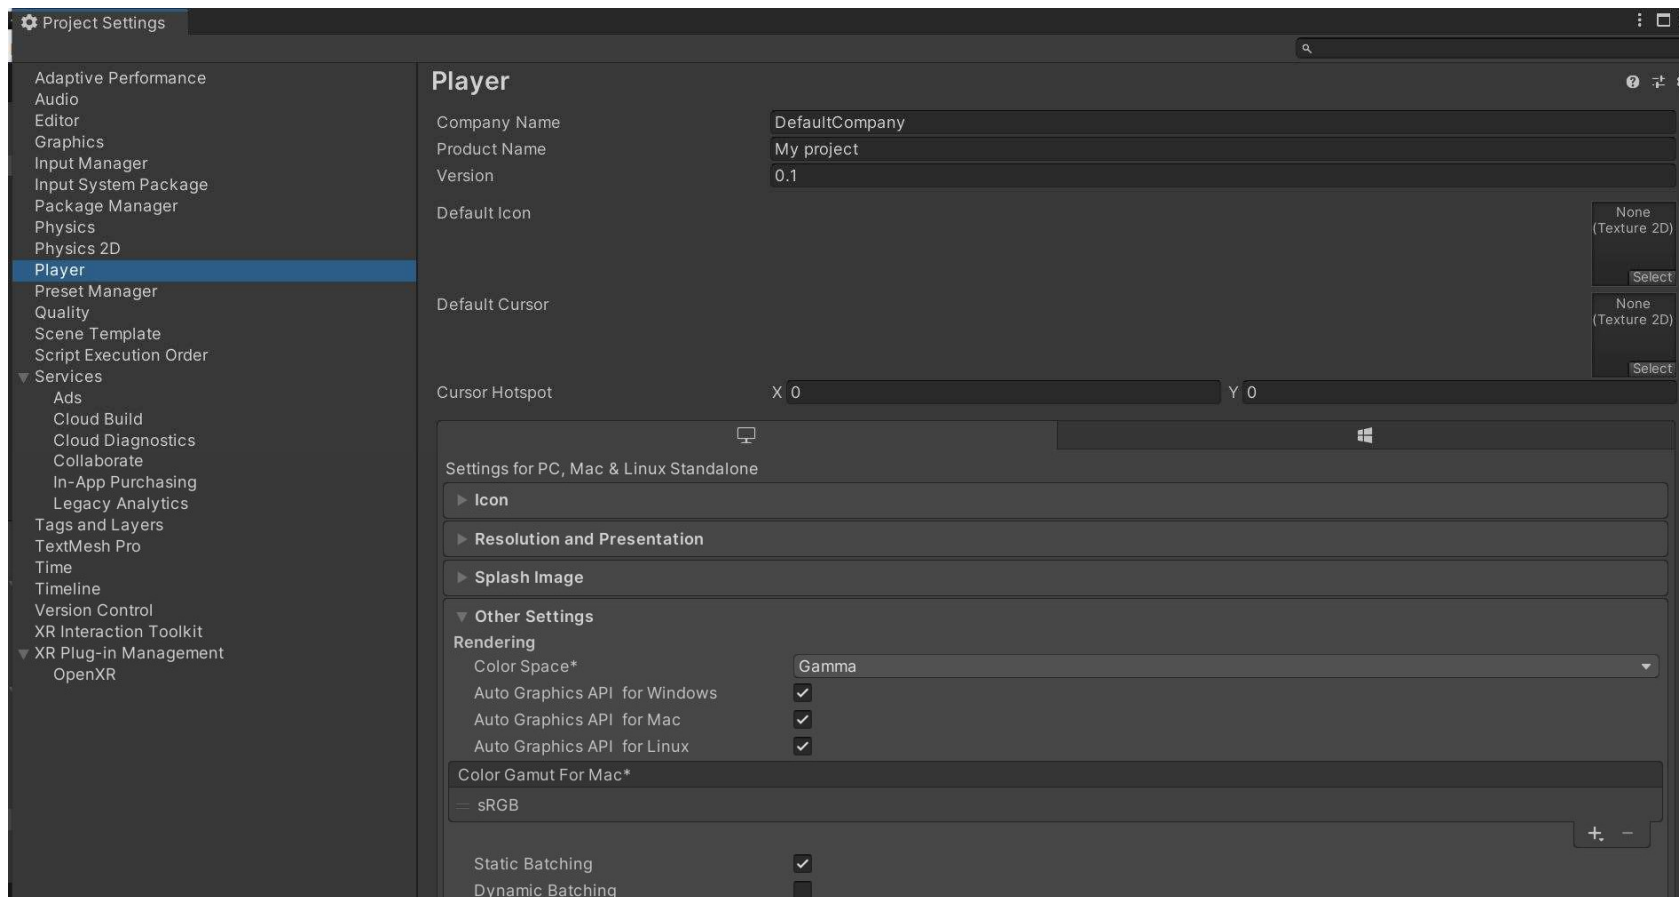 Project Settings
Adaptive Performance
Audio
Editor
Graphics
Input Manager
Input System Package
Package Manager
Physics
Physics 2D
Player
Preset Manager
Quality
Scene Template
Script Execution Order
Services
Ads
Cloud Build
Cloud Diagnostics
Collaborate
In-App Purchasing
Legacy Analytics
Tags and Layers
TextMesh Pro
Time
Timeline
Version Control
XR Interaction Toolkit
XR Plug-in Management
OpenXR
Player
Company Name DefaultCompany
Product Name My project
Version 0.1
Default Icon
None
(Texture 2D)
Select
Default Cursor
None
(Texture 2D)
Select
Cursor Hotspot X 0 Y 0
Settings for PC, Mac & Linux Standalone
Icon
Resolution and Presentation
Splash Image
Other Settings
Rendering
Color Space* Gamma
Auto Graphics API for Windows
Auto Graphics API for Mac
Auto Graphics API for Linux
Color Gamut For Mac*
sRGB
Static Batching
Dynamic Batching